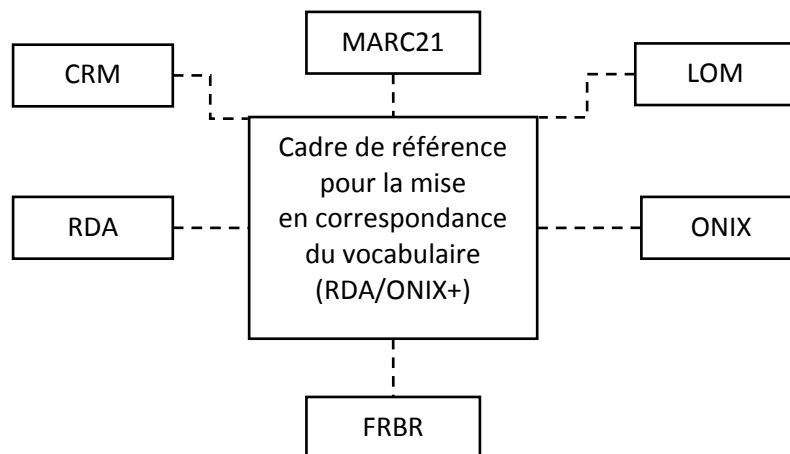 MARC21
CRM
LOM
Cadre de référence
pour la mise
en correspondance
du vocabulaire
(RDA/ONIX+)
RDA
ONIX
FRBR